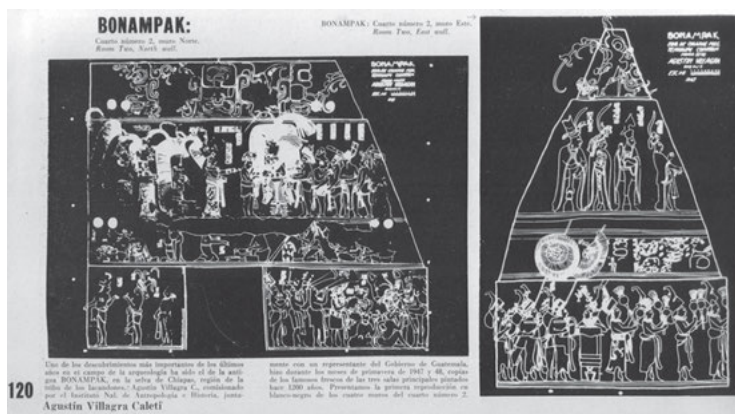 BONAMPAK:
Cuarto número 2, muro Norte.
Room Two, North wall.
BONAMPAK: Cuarto número 2, muro Este.
Room Two, East wall.
BONAMPAK
AGUSTIN VILLAGRA
BONAMPAK
AGUSTIN VILLAGRA
Uno de los descubrimientos más importantes de los últimos
años en el campo de la arqueología ha sido el de la anti-
gua BONAMPAK, en la selva de Chiapas, región de la
tribu de los lacandones. Agustín Villagra C., comisionado
por el Instituto Nal. de Antropología e Historia, junta-
mente con un representante del Gobierno de Guatemala,
hizo durante los meses de primavera de 1947 y 48, copias
de los famosos frescos de las tres salas principales pintados
hace 1200 años. Presentamos la primera reproducción en
blanco-negro de los cuatro muros del cuarto número 2.
120
Agustín Villagra Caleti